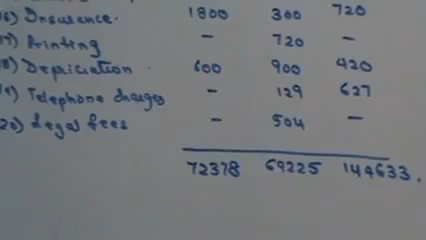 16) Insurance. 1800 300 720
17) Printing - 720 -
18) Depriciation 600 900 420
19) Telephone charges - 129 627
20) Legal fees - 504 -
72378 69225 144633.